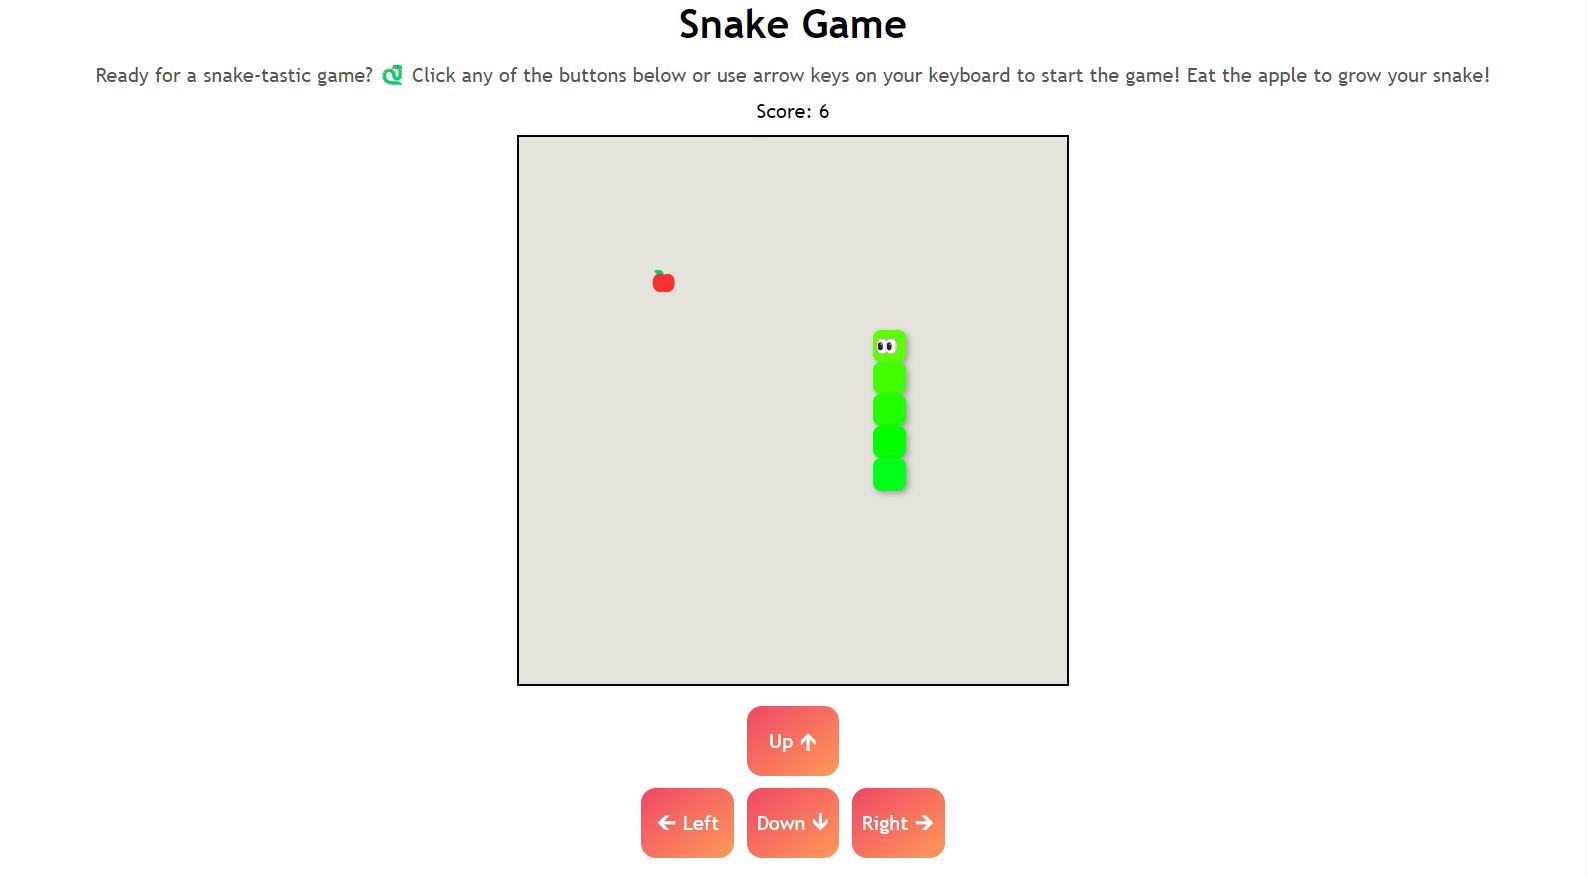 Snake Game
Ready for a snake-tastic game? Click any of the buttons below or use arrow keys on your keyboard to start the game! Eat the apple to grow your snake!
Score: 6
Up ↑
← Left
Down ↓
Right →